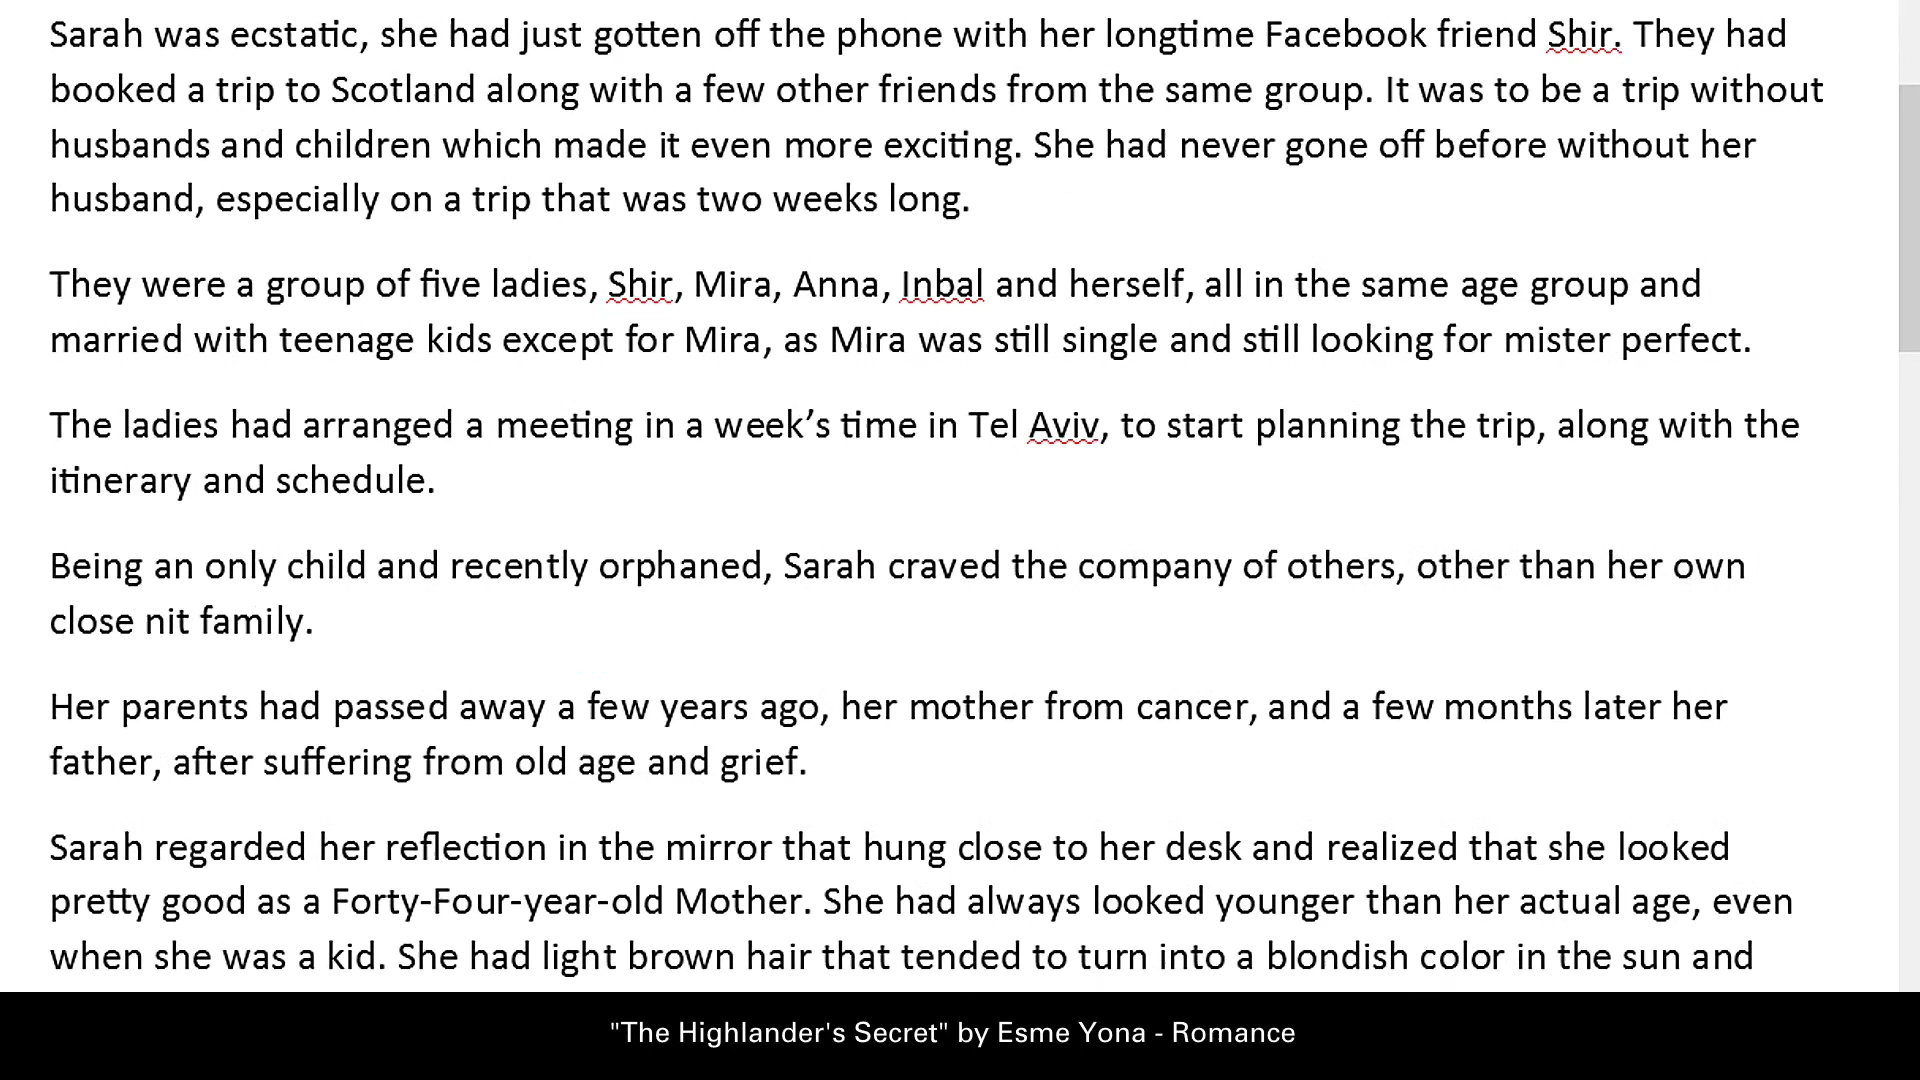 Sarah was ecstatic, she had just gotten off the phone with her longtime Facebook friend Shir. They had
booked a trip to Scotland along with a few other friends from the same group. It was to be a trip without
husbands and children which made it even more exciting. She had never gone off before without her
husband, especially on a trip that was two weeks long.
They were a group of five ladies, Shir, Mira, Anna, Inbal and herself, all in the same age group and
married with teenage kids except for Mira, as Mira was still single and still looking for mister perfect.
The ladies had arranged a meeting in a week’s time in Tel Aviv, to start planning the trip, along with the
itinerary and schedule.
Being an only child and recently orphaned, Sarah craved the company of others, other than her own
close nit family.
Her parents had passed away a few years ago, her mother from cancer, and a few months later her
father, after suffering from old age and grief.
Sarah regarded her reflection in the mirror that hung close to her desk and realized that she looked
pretty good as a Forty-Four-year-old Mother. She had always looked younger than her actual age, even
when she was a kid. She had light brown hair that tended to turn into a blondish color in the sun and
"The Highlander's Secret" by Esme Yona - Romance